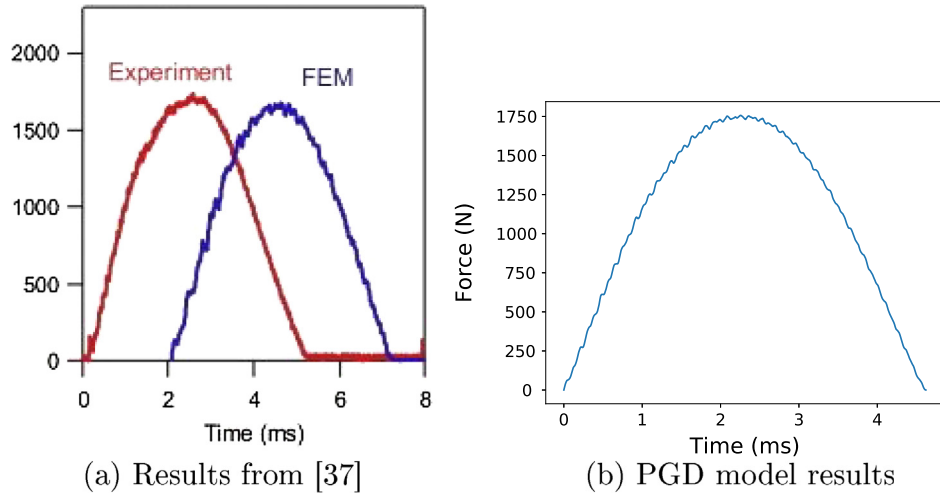 2000
1500
1000
500
0
Experiment
FEM
0 2 4 6 8
Time (ms)
(a) Results from [37]
1750
1500
1250
1000
750
500
250
0
Force (N)
0 1 2 3 4
Time (ms)
(b) PGD model results